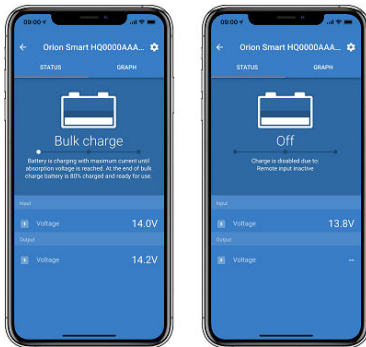 09:00
Orion Smart HQ0000AAA...
STATUS GRAPH
Bulk charge
Battery is charging with maximum current until
absorption voltage is reached. At the end of bulk
charge battery is 80% charged and ready for use.
Input
Voltage 14.0V
Output
Voltage 14.2V
09:00
Orion Smart HQ0000AAA...
STATUS GRAPH
Off
Charge is disabled due to:
Remote input inactive
Input
Voltage 13.8V
Output
Voltage --